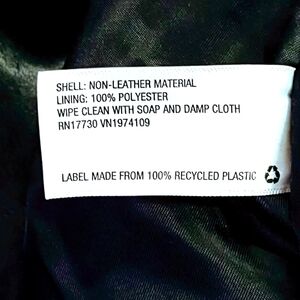 SHELL: NON-LEATHER MATERIAL
LINING: 100% POLYESTER
WIPE CLEAN WITH SOAP AND DAMP CLOTH
RN17730 VN1974109
LABEL MADE FROM 100% RECYCLED PLASTIC